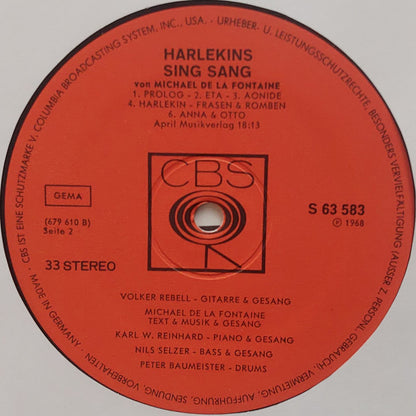 HARLEKINS
SING SANG
von MICHAEL DE LA FONTAINE
1. PROLOG - 2. ETA - 3. AONIDE
4. HARLEKIN - FRASEN & ROMBEN
6. ANNA & OTTO
April Musikverlag 18:13
CBS
GEMA
S 63 583
(679 610 B)
Seite 2
Ⓟ 1968
33 STEREO
VOLKER REBELL - GITARRE & GESANG
MICHAEL DE LA FONTAINE
TEXT & MUSIK & GESANG
KARL W. REINHARD - PIANO & GESANG
NILS SELZER - BASS & GESANG
PETER BAUMEISTER - DRUMS
CBS IST EINE SCHUTZMARKE V. COLUMBIA BROADCASTING SYSTEM, INC., USA. - URHEBER- U. LEISTUNGSSCHUTZRECHTE, BESONDERS VERVIELFÄLTIGUNG (AUSSER Z. PERSONL. GEBRAUCH), VERMIETUNG, AUFFÜHRUNG, SENDUNG, VORBEHALTEN. - MADE IN GERMANY